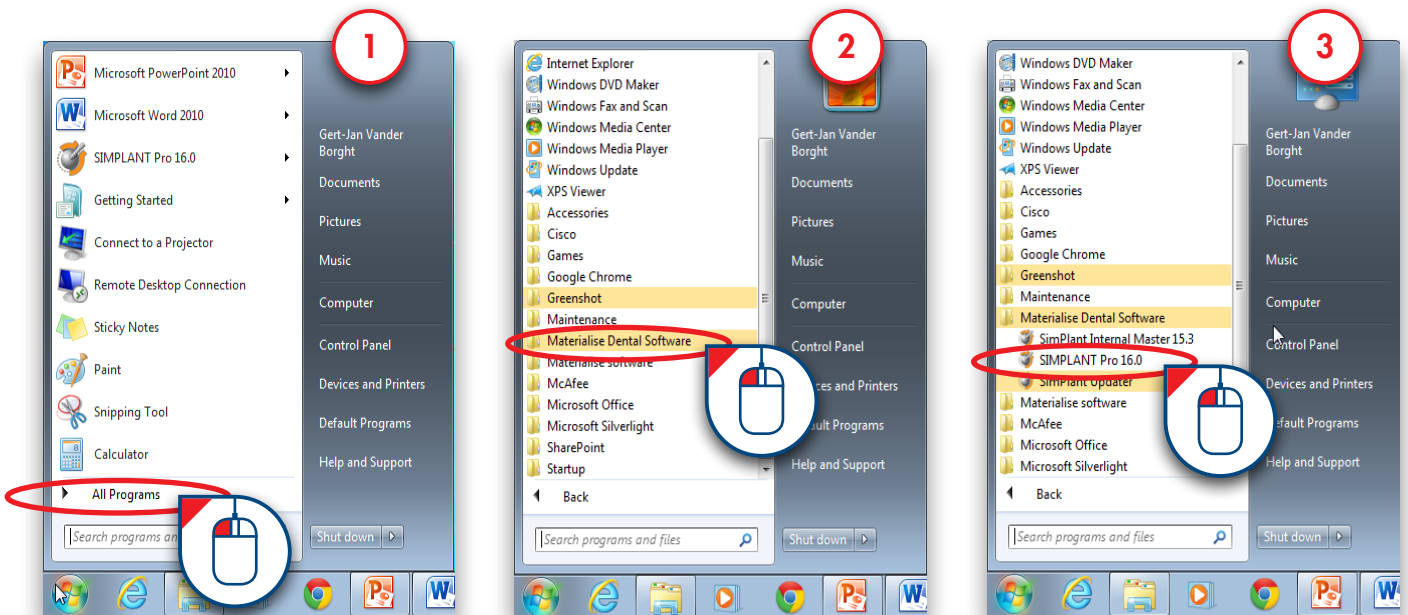 1
Microsoft PowerPoint 2010
Microsoft Word 2010
SIMPLANT Pro 16.0
Getting Started
Connect to a Projector
Remote Desktop Connection
Sticky Notes
Paint
Snipping Tool
Calculator
All Programs
Search programs an
Gert-Jan Vander
Borght
Documents
Pictures
Music
Computer
Control Panel
Devices and Printers
Default Programs
Help and Support
Shut down
2
Internet Explorer
Windows DVD Maker
Windows Fax and Scan
Windows Media Center
Windows Media Player
Windows Update
XPS Viewer
Accessories
Cisco
Games
Google Chrome
Greenshot
Maintenance
Materialise Dental Software
Materialise software
McAfee
Microsoft Office
Microsoft Silverlight
SharePoint
Startup
Back
Search programs and files
Gert-Jan Vander
Borght
Documents
Pictures
Music
Computer
Control Panel
ces and Printers
ult Programs
Help and Support
Shut down
3
Windows DVD Maker
Windows Fax and Scan
Windows Media Center
Windows Media Player
Windows Update
XPS Viewer
Accessories
Cisco
Games
Google Chrome
Greenshot
Maintenance
Materialise Dental Software
SimPlant Internal Master 15.3
SIMPLANT Pro 16.0
SimPlant Updater
Materialise software
McAfee
Microsoft Office
Microsoft Silverlight
Back
Search programs and files
Gert-Jan Vander
Borght
Documents
Pictures
Music
Computer
Control Panel
Devices and Printers
efault Programs
Help and Support
Shut down